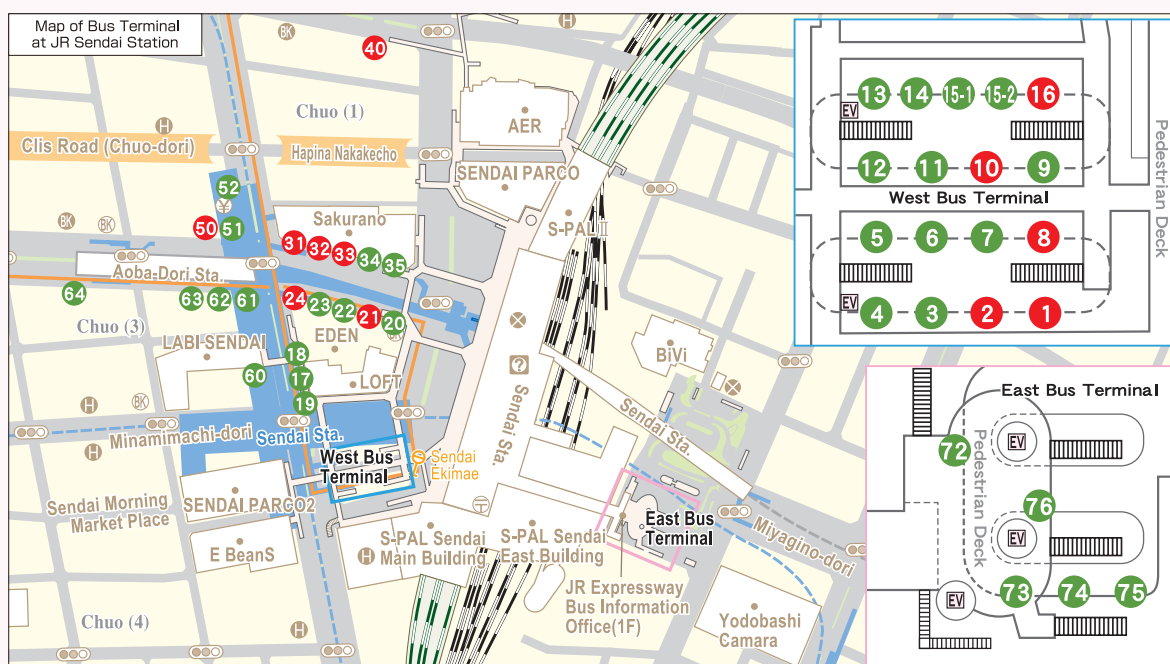 Map of Bus Terminal
at JR Sendai Station
H
BK
40
Chuo (1)
AER
H
Clis Road (Chuo-dori)
Hapina Nakakecho
SENDAI PARCO
52
¥
BK
BK
50
51
Sakurano
31
32
33
34
35
S-PAL II
Aoba-Dori Sta.
64
63
62
61
24
23
22
21
20
BK
Chuo (3)
EDEN
LABI SENDAI
18
17
19
60
LOFT
H
BK
?
Sendai Sta.
BiVi
Sendai Sta.
Minamimachi-dori
H
Sendai Sta.
West Bus
Terminal
Sendai
Ekimae
Sendai Morning
Market Place
SENDAI PARCO2
〒
East Bus
Terminal
Miyagino-dori
E BeanS
H
S-PAL Sendai
Main Building
S-PAL Sendai
East Building
JR Expressway
Bus Information
Office(1F)
Yodobashi
Camara
Chuo (4)
H
H
13
14
15-1
15-2
16
EV
12
11
10
9
West Bus Terminal
5
6
7
8
EV
4
3
2
1
Pedestrian Deck
East Bus Terminal
72
EV
76
Pedestrian Deck
EV
EV
73
74
75